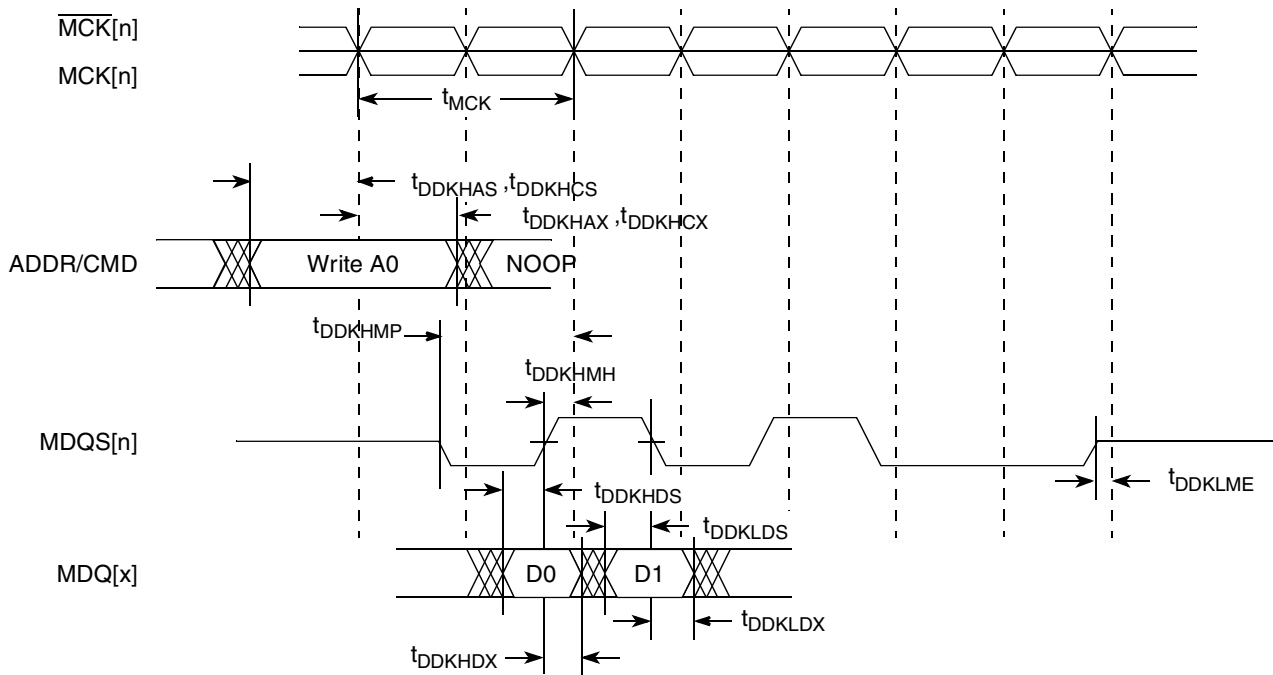 MCK[n]
MCK[n]
tMCK
tDDKHAS ,tDDKHCS
tDDKHAX ,tDDKHCX
ADDR/CMD
Write A0
NOOP
tDDKHMP
tDDKHMH
MDQS[n]
tDDKHDS
tDDKLME
tDDKLDS
MDQ[x]
D0
D1
tDDKLDX
tDDKHDX